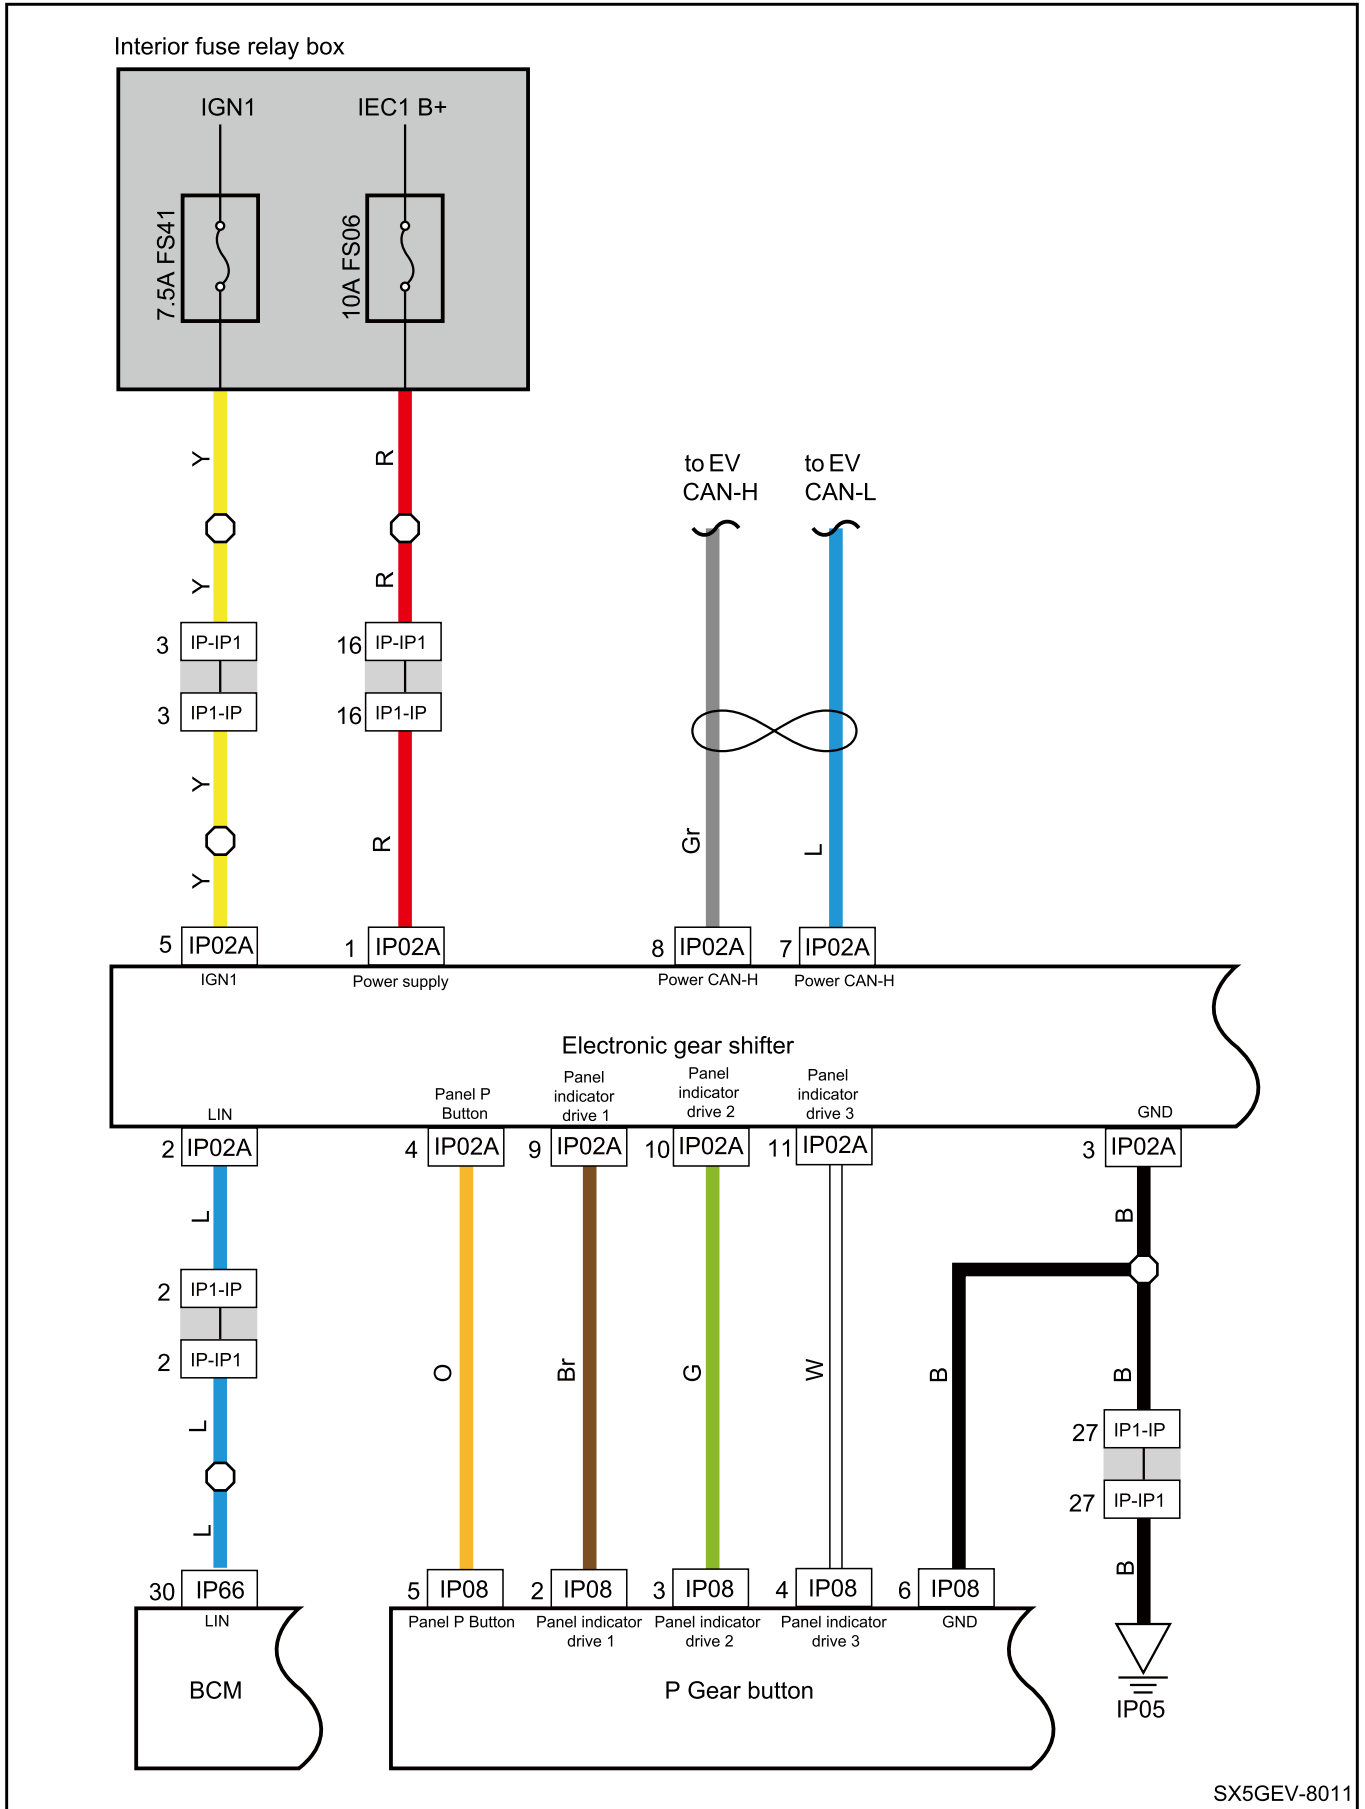 Interior fuse relay box
IGN1
IEC1 B+
7.5A FS41
10A FS06
Y
R
to EV
CAN-H
to EV
CAN-L
Y
R
3
IP-IP1
16
IP-IP1
3
IP1-IP
16
IP1-IP
Y
R
Gr
L
Y
5
IP02A
1
IP02A
8
IP02A
7
IP02A
IGN1
Power supply
Power CAN-H
Power CAN-H
Electronic gear shifter
LIN
Panel P
Button
Panel
indicator
drive 1
Panel
indicator
drive 2
Panel
indicator
drive 3
GND
2
IP02A
4
IP02A
9
IP02A
10
IP02A
11
IP02A
3
IP02A
L
B
2
IP1-IP
2
IP-IP1
O
Br
G
W
B
B
L
27
IP1-IP
27
IP-IP1
L
B
30
IP66
5
IP08
2
IP08
3
IP08
4
IP08
6
IP08
LIN
Panel P Button
Panel indicator
drive 1
Panel indicator
drive 2
Panel indicator
drive 3
GND
BCM
P Gear button
IP05
SX5GEV-8011